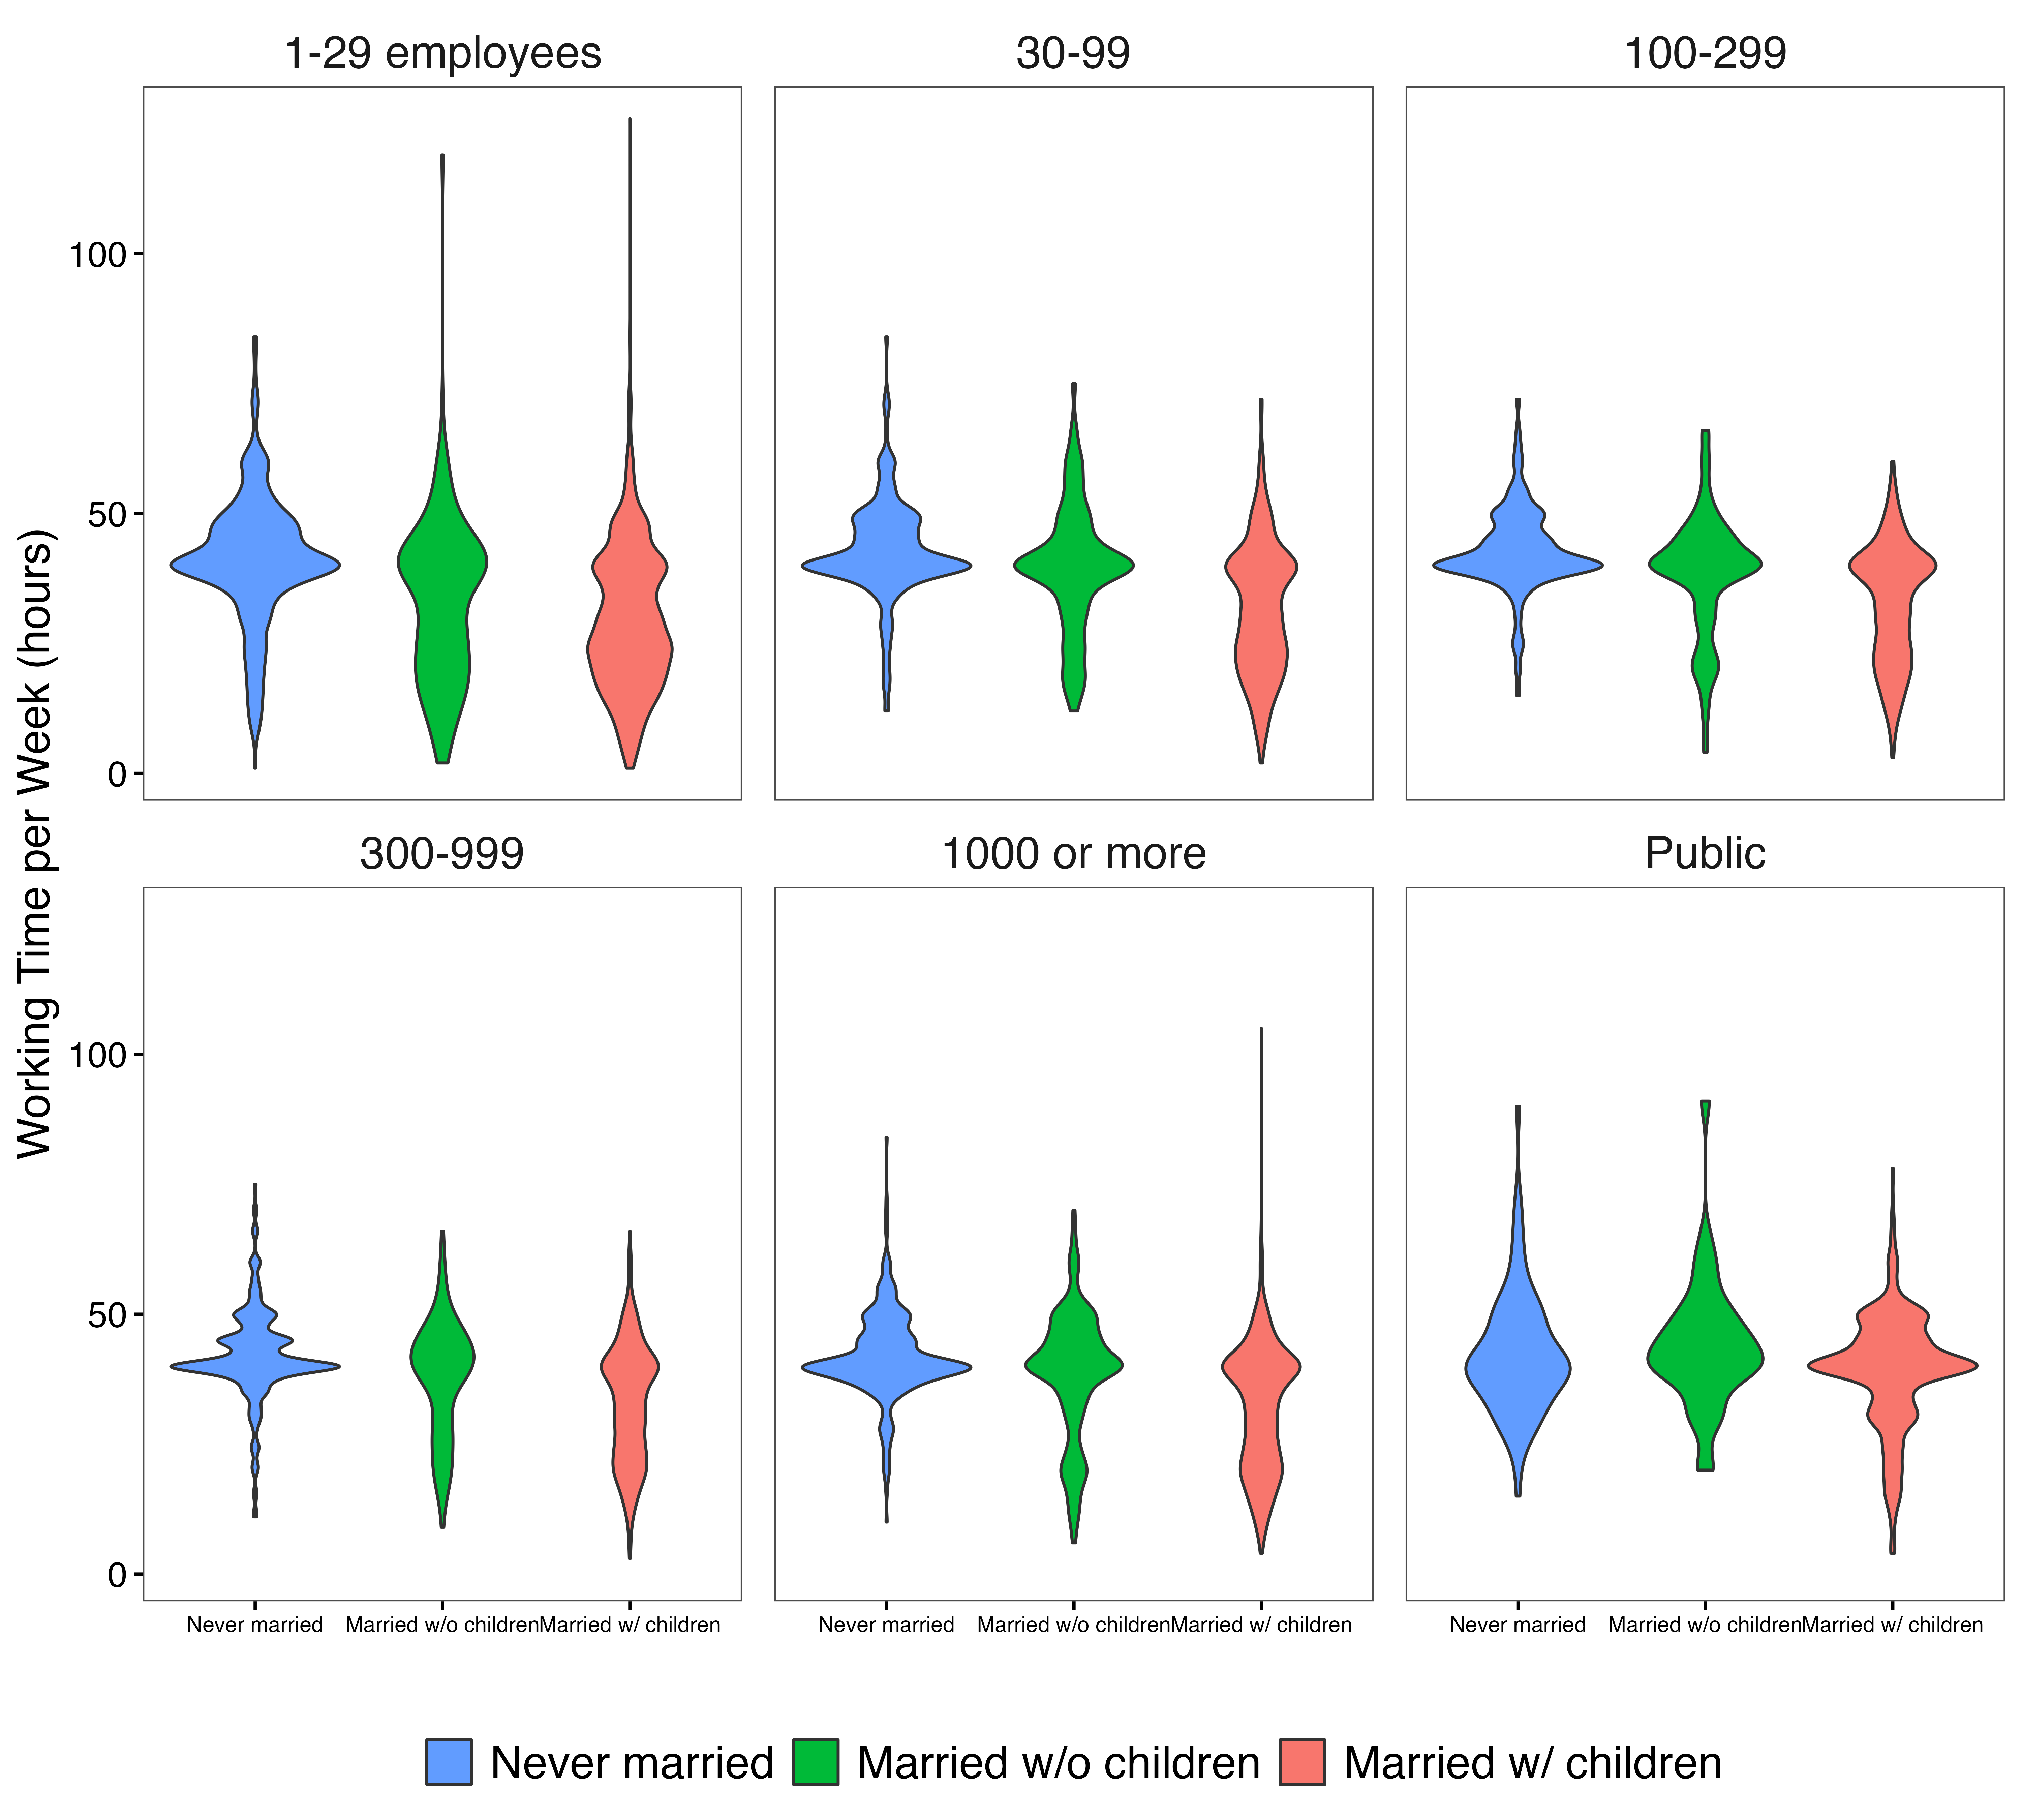 1-29 employees
30-99
100-299
100
50
0
300-999
1000 or more
Public
100
50
0
Working Time per Week (hours)
Never married
Married w/o children
Married w/ children
Never married
Married w/o children
Married w/ children
Never married
Married w/o children
Married w/ children
Never married
Married w/o children
Married w/ children